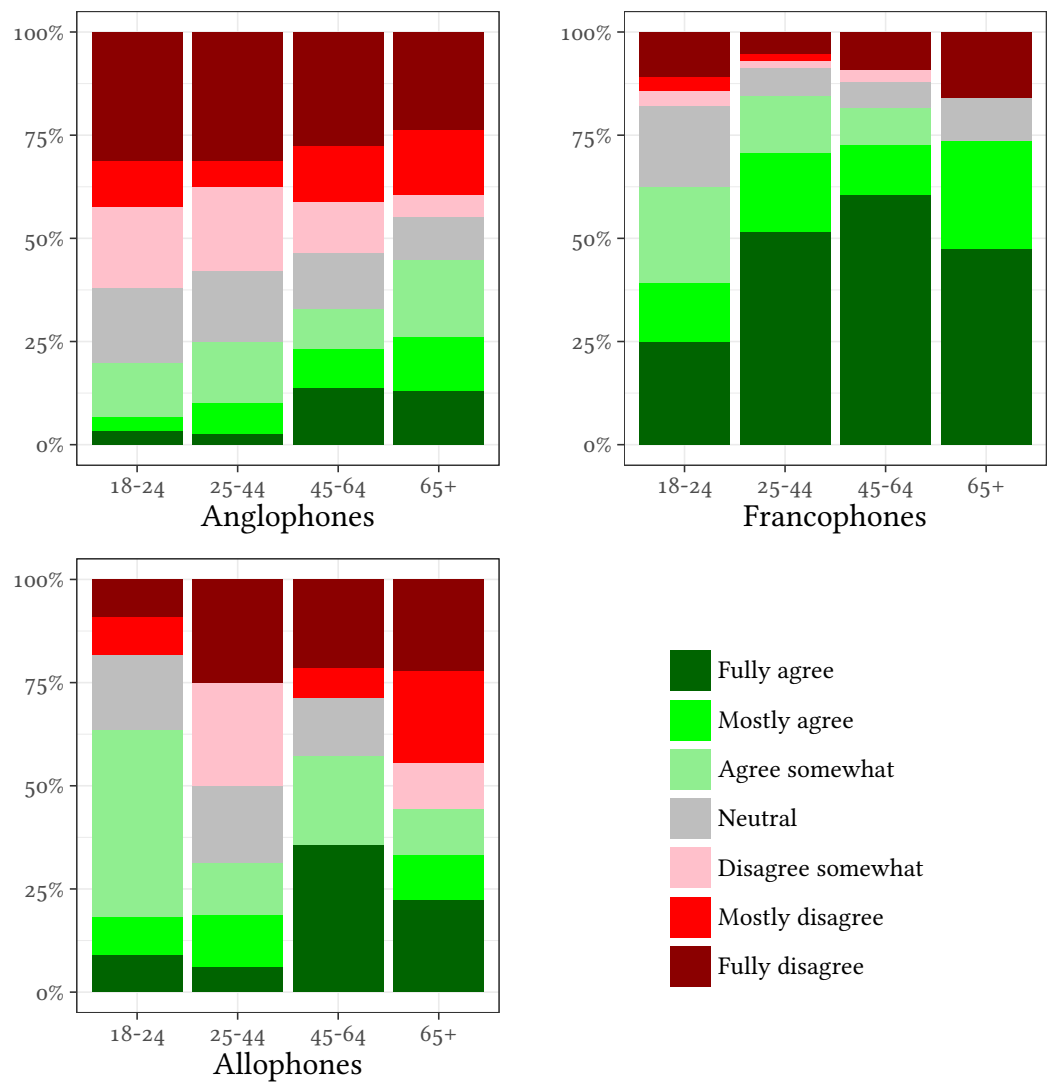 100%
75%
50%
25%
0%
18-24 25-44 45-64 65+
Anglophones
100%
75%
50%
25%
0%
18-24 25-44 45-64 65+
Francophones
100%
75%
50%
25%
0%
18-24 25-44 45-64 65+
Allophones
Fully agree
Mostly agree
Agree somewhat
Neutral
Disagree somewhat
Mostly disagree
Fully disagree